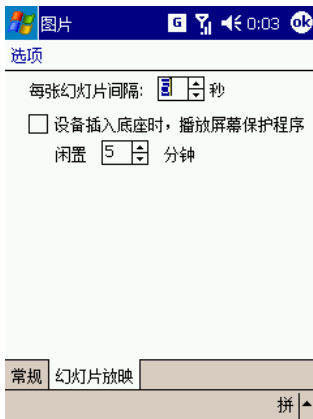 图片 G 0:03 ok
选项
每张幻灯片间隔: 秒
设备插入底座时，播放屏幕保护程序
闲置 5 分钟
常规 幻灯片放映
拼